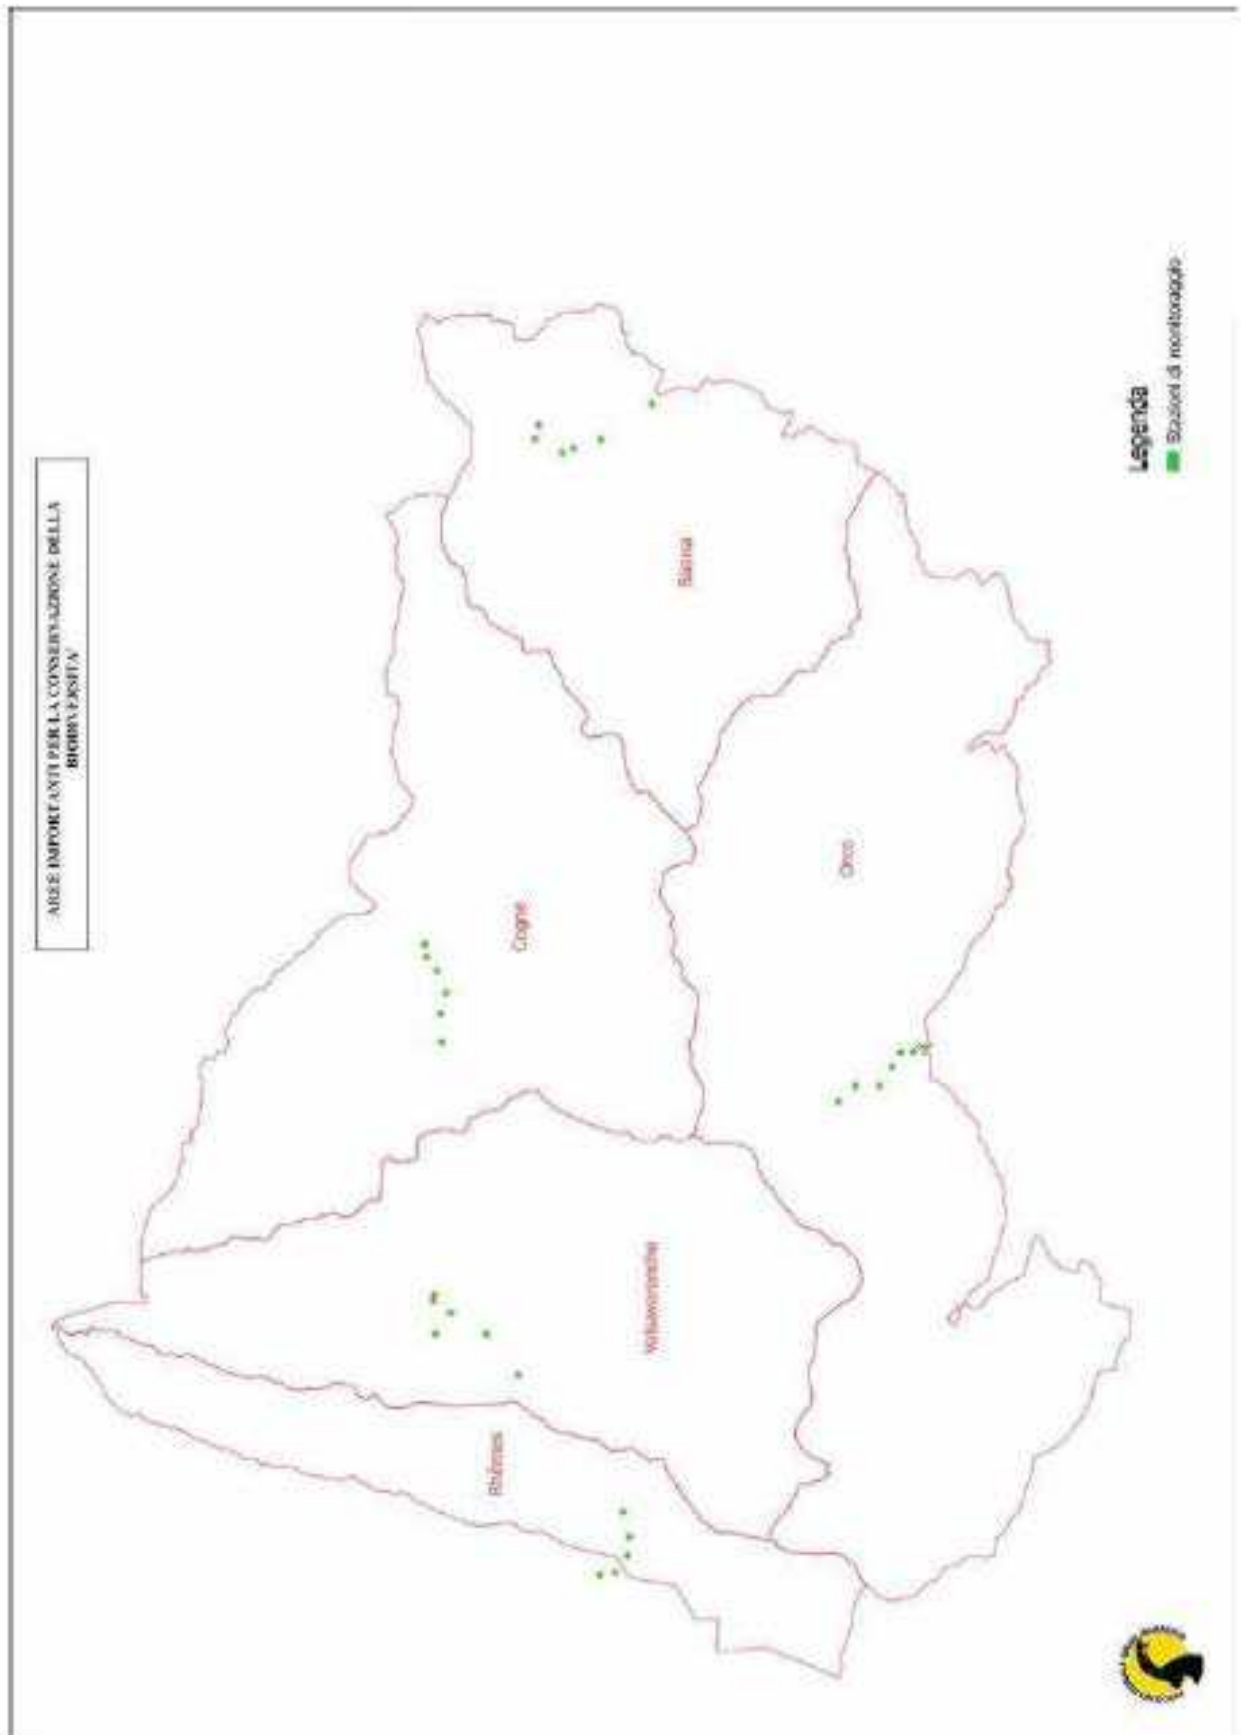 AREE IMPORTANTI PER LA CONSERVAZIONE DELLA
BIODIVERSITA'
Rhêmes
Valsavarenche
Cogne
Orco
Soana
Legenda
Stazioni di monitoraggio